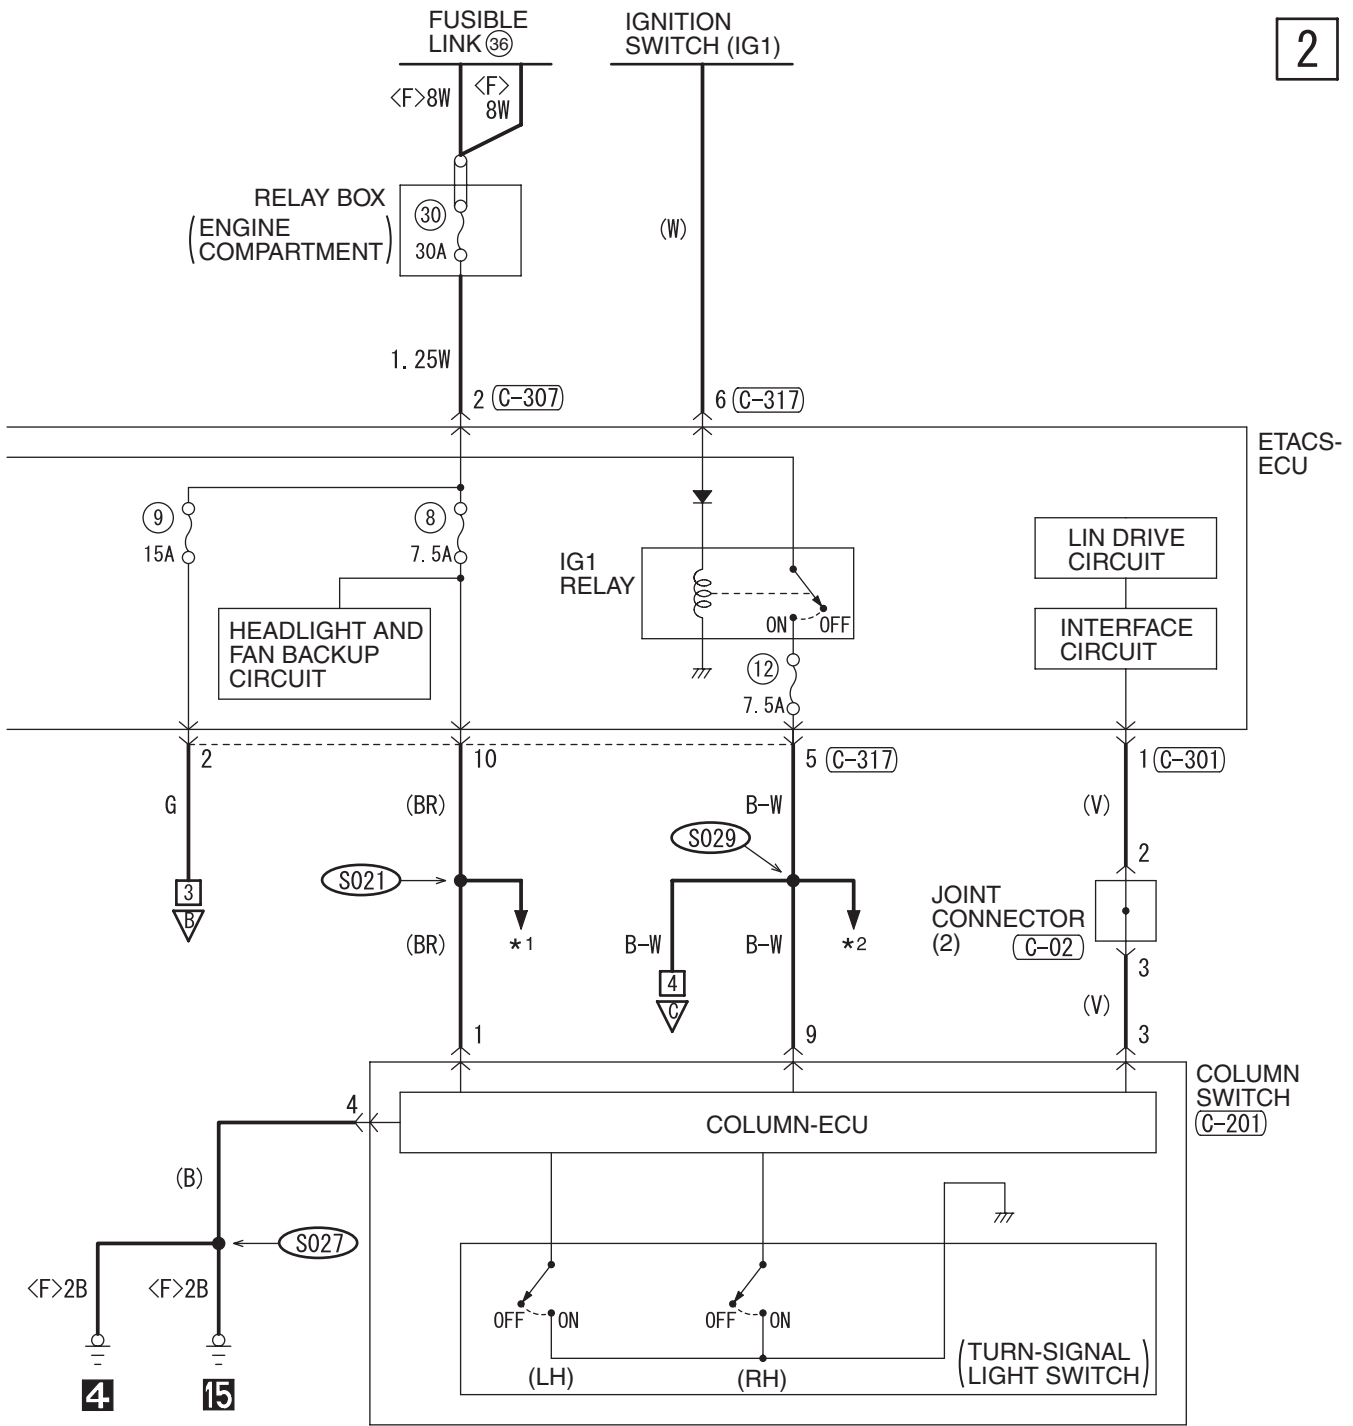 FUSIBLE
LINK 36
IGNITION
SWITCH (IG1)
2
<F>8W
<F>
8W
RELAY BOX
(ENGINE
COMPARTMENT)
30
30A
(W)
1.25W
2 C-307
6 C-317
ETACS-
ECU
9
15A
8
7.5A
IG1
RELAY
ON OFF
LIN DRIVE
CIRCUIT
INTERFACE
CIRCUIT
HEADLIGHT AND
FAN BACKUP
CIRCUIT
12
7.5A
2
10
5 C-317
1 C-301
G
(BR)
B-W
(V)
S021
S029
2
3
B
(BR)
*1
B-W
B-W
*2
JOINT
CONNECTOR
(2) C-02
3
4
C
(V)
1
9
3
COLUMN
SWITCH
C-201
4
COLUMN-ECU
(B)
S027
<F>2B
<F>2B
OFF ON
OFF ON
(LH)
(RH)
(TURN-SIGNAL
LIGHT SWITCH)
4
15